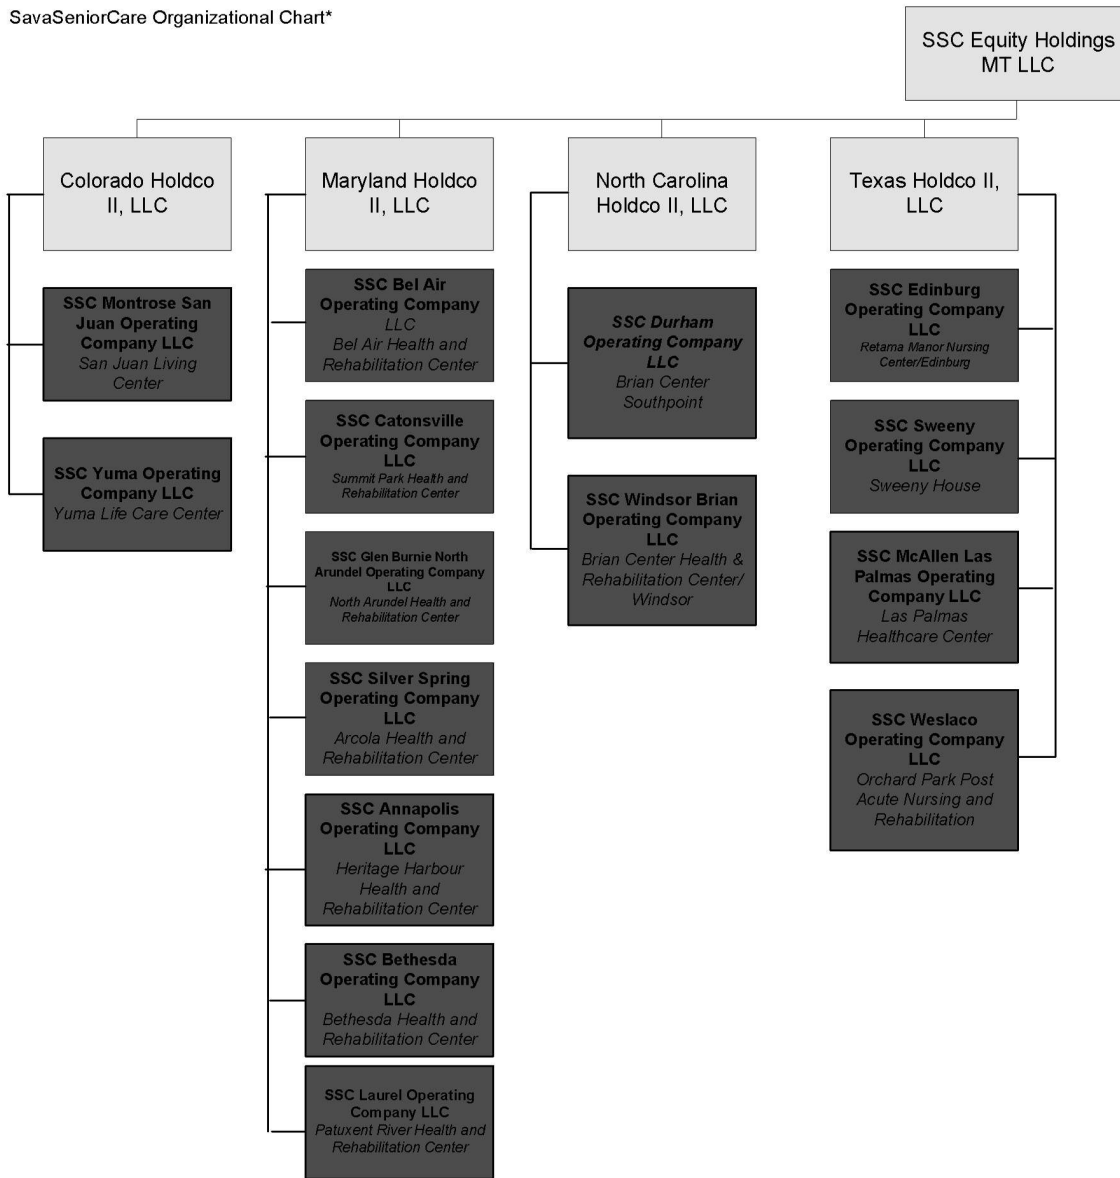 SavaSeniorCare Organizational Chart*
SSC Equity Holdings
MT LLC
Colorado Holdco
II, LLC
SSC Montrose San
Juan Operating
Company LLC
San Juan Living
Center
SSC Yuma Operating
Company LLC
Yuma Life Care Center
Maryland Holdco
II, LLC
SSC Bel Air
Operating Company
LLC
Bel Air Health and
Rehabilitation Center
SSC Catonsville
Operating Company
LLC
Summit Park Health and
Rehabilitation Center
SSC Glen Burnie North
Arundel Operating Company
LLC
North Arundel Health and
Rehabilitation Center
SSC Silver Spring
Operating Company
LLC
Arcola Health and
Rehabilitation Center
SSC Annapolis
Operating Company
LLC
Heritage Harbour
Health and
Rehabilitation Center
SSC Bethesda
Operating Company
LLC
Bethesda Health and
Rehabilitation Center
SSC Laurel Operating
Company LLC
Patuxent River Health and
Rehabilitation Center
North Carolina
Holdco II, LLC
SSC Durham
Operating Company
LLC
Brian Center
Southpoint
SSC Windsor Brian
Operating Company
LLC
Brian Center Health &
Rehabilitation Center/
Windsor
Texas Holdco II,
LLC
SSC Edinburg
Operating Company
LLC
Retama Manor Nursing
Center/Edinburg
SSC Sweeny
Operating Company
LLC
Sweeny House
SSC McAllen Las
Palmas Operating
Company LLC
Las Palmas
Healthcare Center
SSC Weslaco
Operating Company
LLC
Orchard Park Post
Acute Nursing and
Rehabilitation